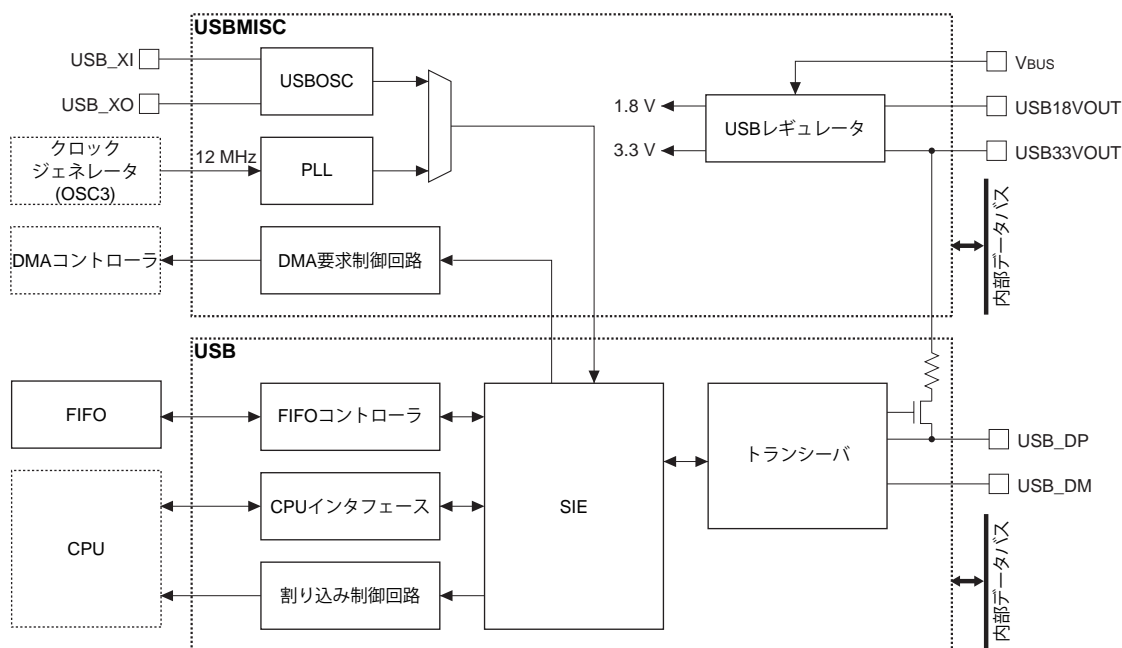 USBMISC
USB_XI
USBOSC
USB_XO
クロック
ジェネレータ
(OSC3)
12 MHz
PLL
DMAコントローラ
DMA要求制御回路
1.8 V
3.3 V
USBレギュレータ
VBUS
USB18VOUT
USB33VOUT
内部データバス
USB
FIFO
FIFOコントローラ
CPU
CPUインタフェース
割り込み制御回路
SIE
トランシーバ
USB_DP
USB_DM
内部データバス